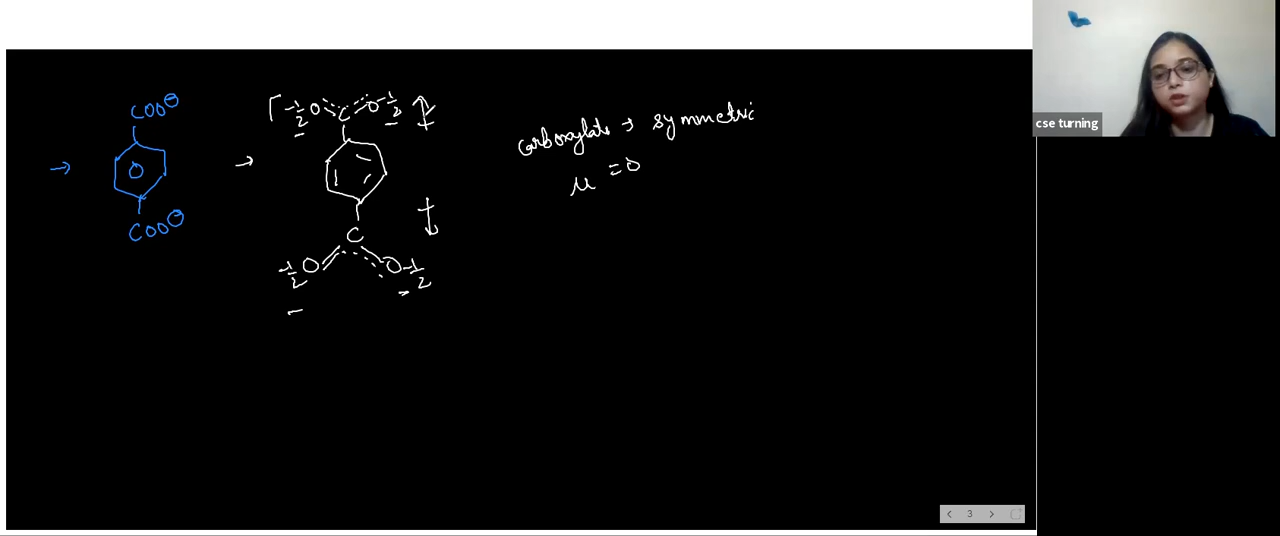 COO⊖
COO⊖
-1/2 O C O -1/2
C
-1/2 O O -1/2
carboxylate → symmetric
μ = 0
cse turning
3